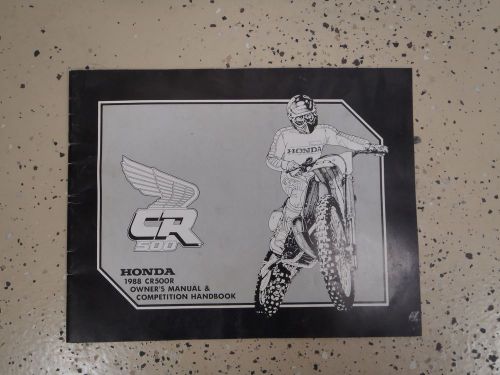 HONDA
CR
500
HONDA
1988 CR500R
OWNER'S MANUAL &
COMPETITION HANDBOOK